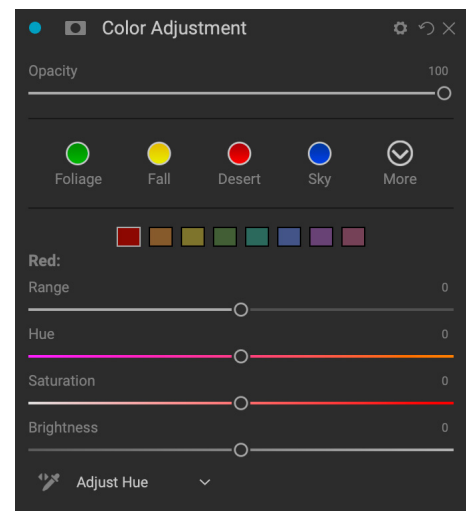 Color Adjustment
Opacity 100
Foliage Fall Desert Sky More
Red:
Range 0
Hue 0
Saturation 0
Brightness 0
Adjust Hue